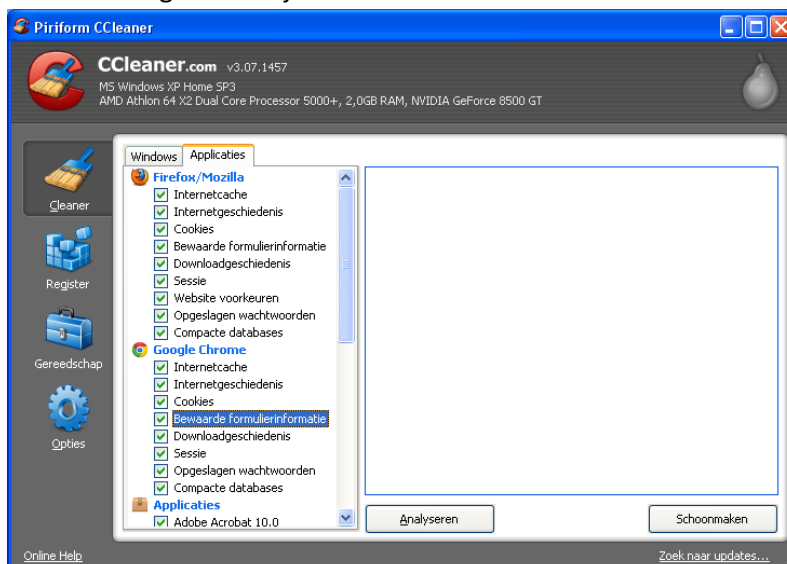 Piriform CCleaner
CCleaner.com v3.07.1457
MS Windows XP Home SP3
AMD Athlon 64 X2 Dual Core Processor 5000+, 2,0GB RAM, NVIDIA GeForce 8500 GT
Cleaner
Register
Gereedschap
Opties
Windows
Applicaties
Firefox/Mozilla
Internetcache
Internetgeschiedenis
Cookies
Bewaarde formulierinformatie
Downloadgeschiedenis
Sessie
Website voorkeuren
Opgeslagen wachtwoorden
Compacte databases
Google Chrome
Internetcache
Internetgeschiedenis
Cookies
Bewaarde formulierinformatie
Downloadgeschiedenis
Sessie
Opgeslagen wachtwoorden
Compacte databases
Applicaties
Adobe Acrobat 10.0
Analyseren
Schoonmaken
Online Help
Zoek naar updates...